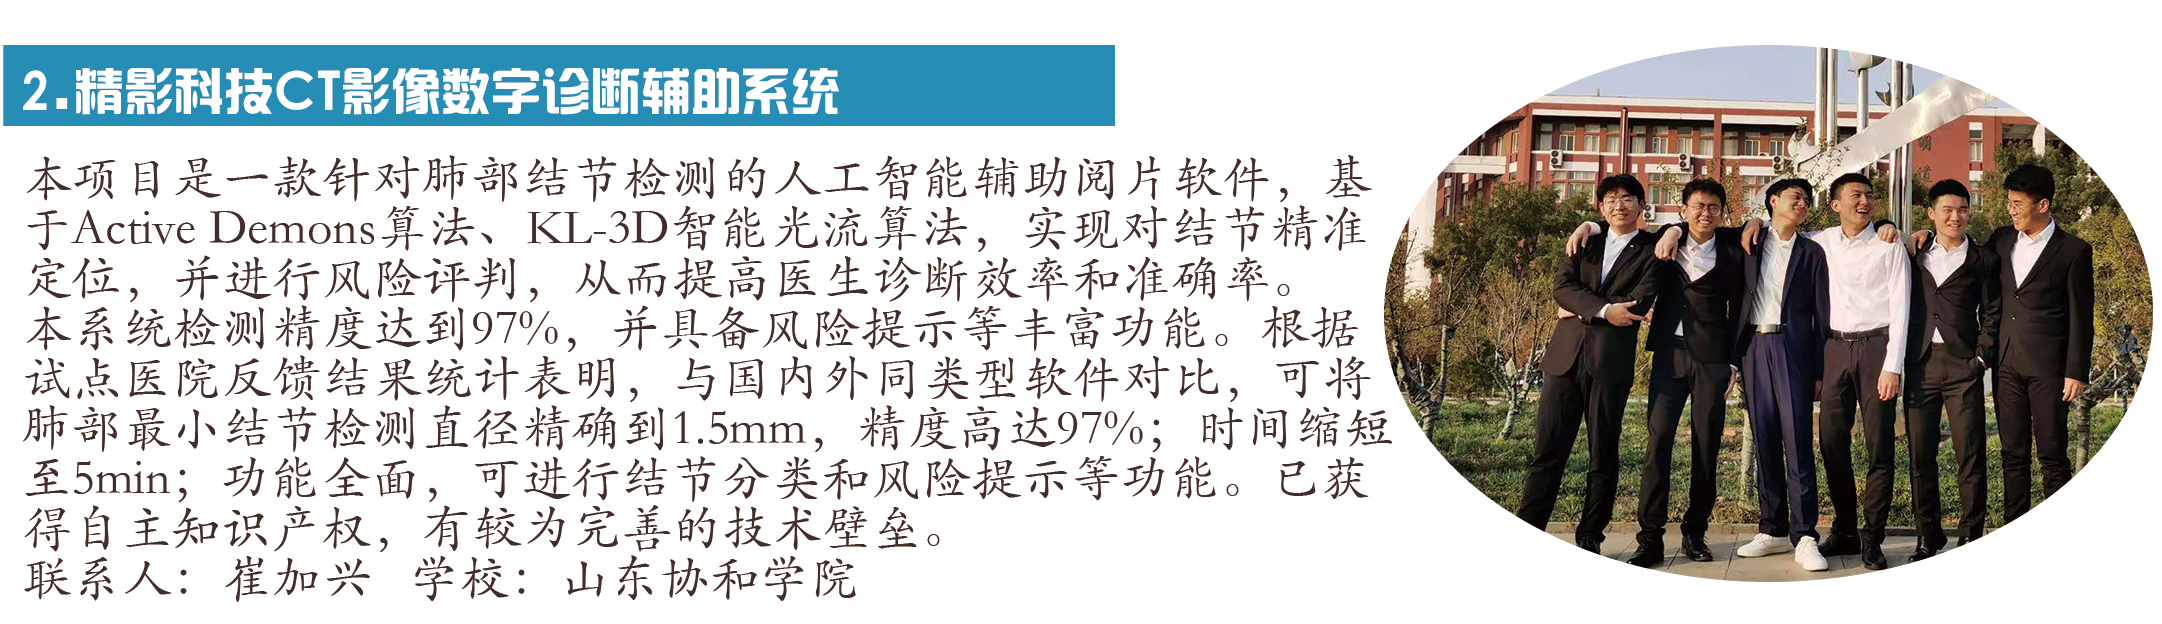 2.精影科技CT影像数字诊断辅助系统
本项目是一款针对肺部结节检测的人工智能辅助阅片软件，基
于Active Demons算法、KL-3D智能光流算法，实现对结节精准
定位，并进行风险评判，从而提高医生诊断效率和准确率。
本系统检测精度达到97%，并具备风险提示等丰富功能。根据
试点医院反馈结果统计表明，与国内外同类型软件对比，可将
肺部最小结节检测直径精确到1.5mm，精度高达97%；时间缩短
至5min；功能全面，可进行结节分类和风险提示等功能。已获
得自主知识产权，有较为完善的技术壁垒。
联系人：崔加兴 学校：山东协和学院
明道